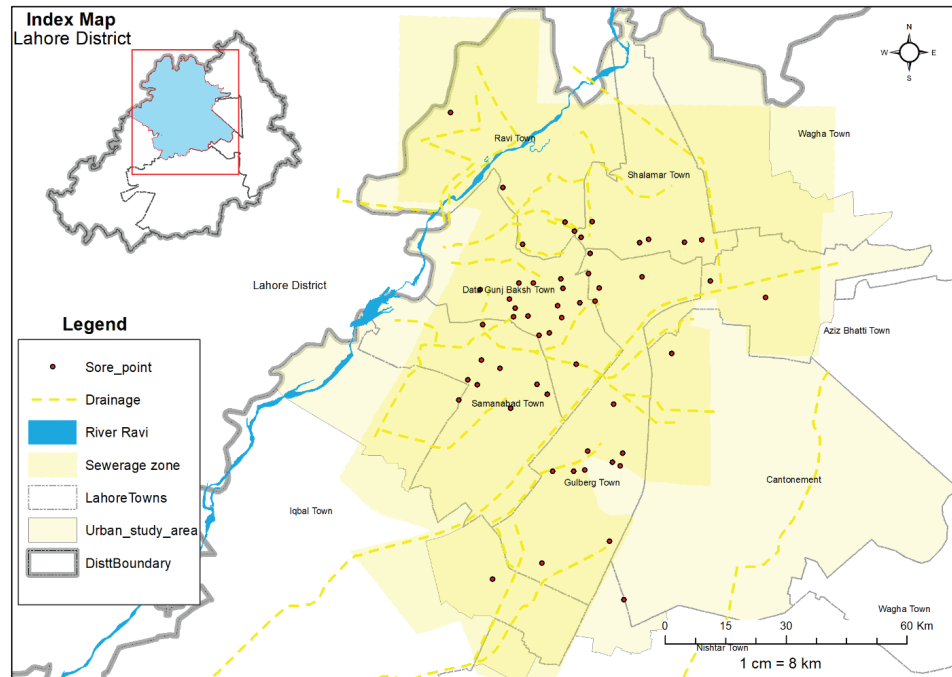 Index Map
Lahore District
N
W E
S
Wagha Town
Ravi Town
Shalamar Town
Lahore District
Data Gunj Baksh Town
Aziz Bhatti Town
Legend
Sore_point
Drainage
River Ravi
Sewerage zone
LahoreTowns
Urban_study_area
DisttBoundary
Samanabad Town
Gulberg Town
Cantonement
Iqbal Town
Wagha Town
0 15 30 60 Km
Nishtar Town
1 cm = 8 km